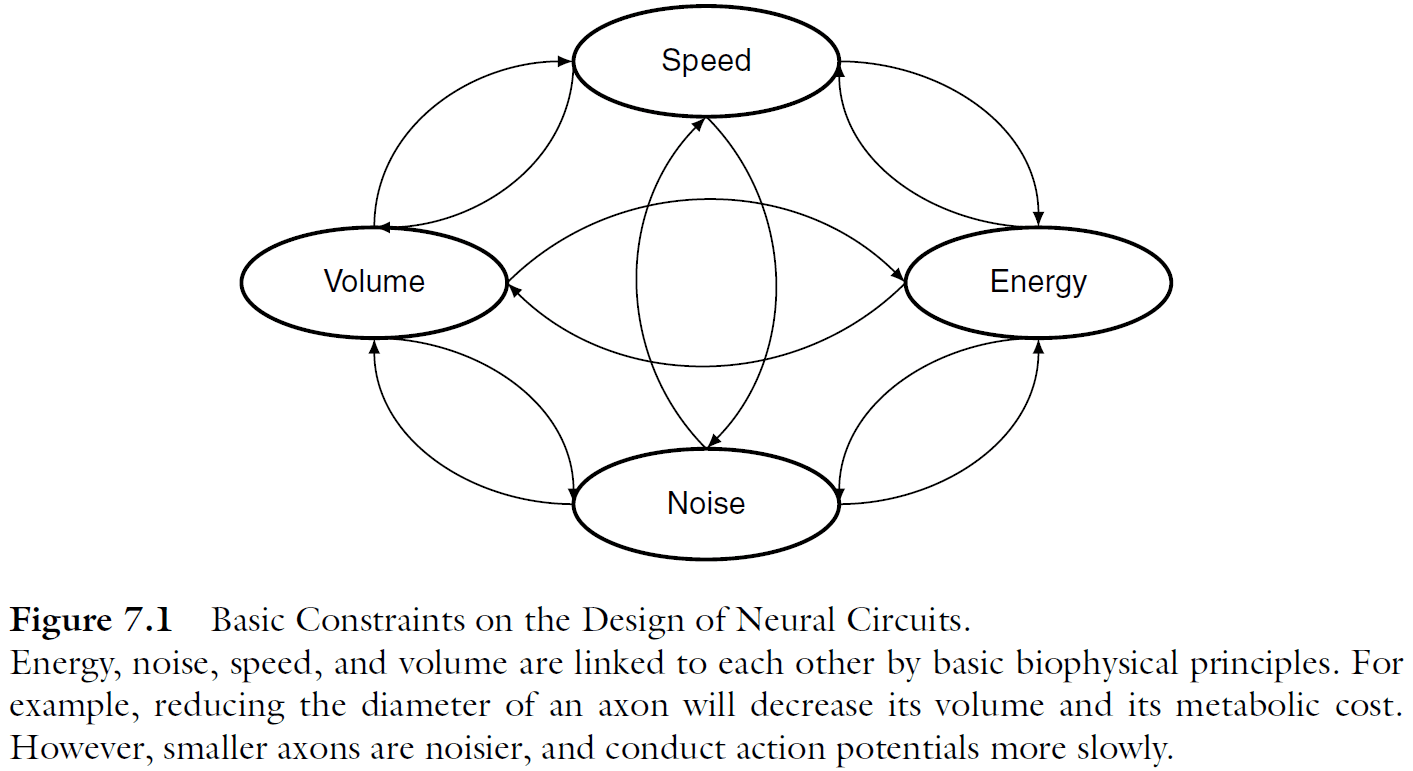 Speed
Volume
Energy
Noise
Figure 7.1 Basic Constraints on the Design of Neural Circuits.
Energy, noise, speed, and volume are linked to each other by basic biophysical principles. For
example, reducing the diameter of an axon will decrease its volume and its metabolic cost.
However, smaller axons are noisier, and conduct action potentials more slowly.